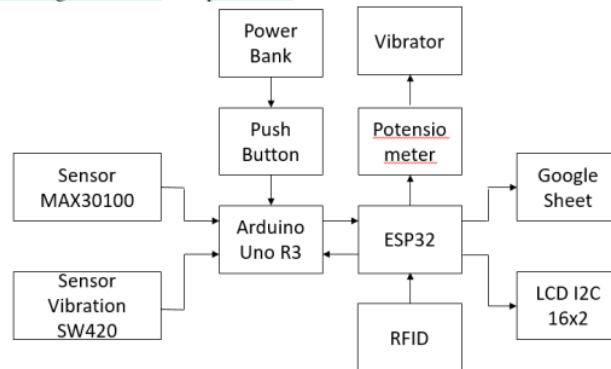 Power
Bank
Vibrator
Push
Button
Potensio
meter
Sensor
MAX30100
Arduino
Uno R3
ESP32
Google
Sheet
Sensor
Vibration
SW420
RFID
LCD I2C
16x2